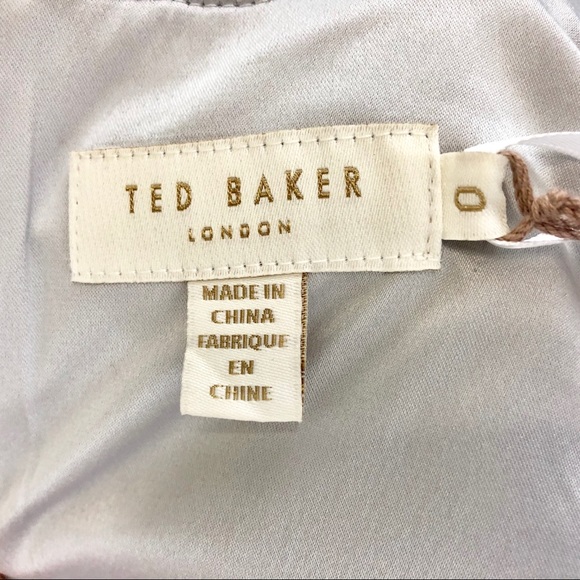 TED BAKER
LONDON
0
MADE IN
CHINA
FABRIQUE
EN
CHINE